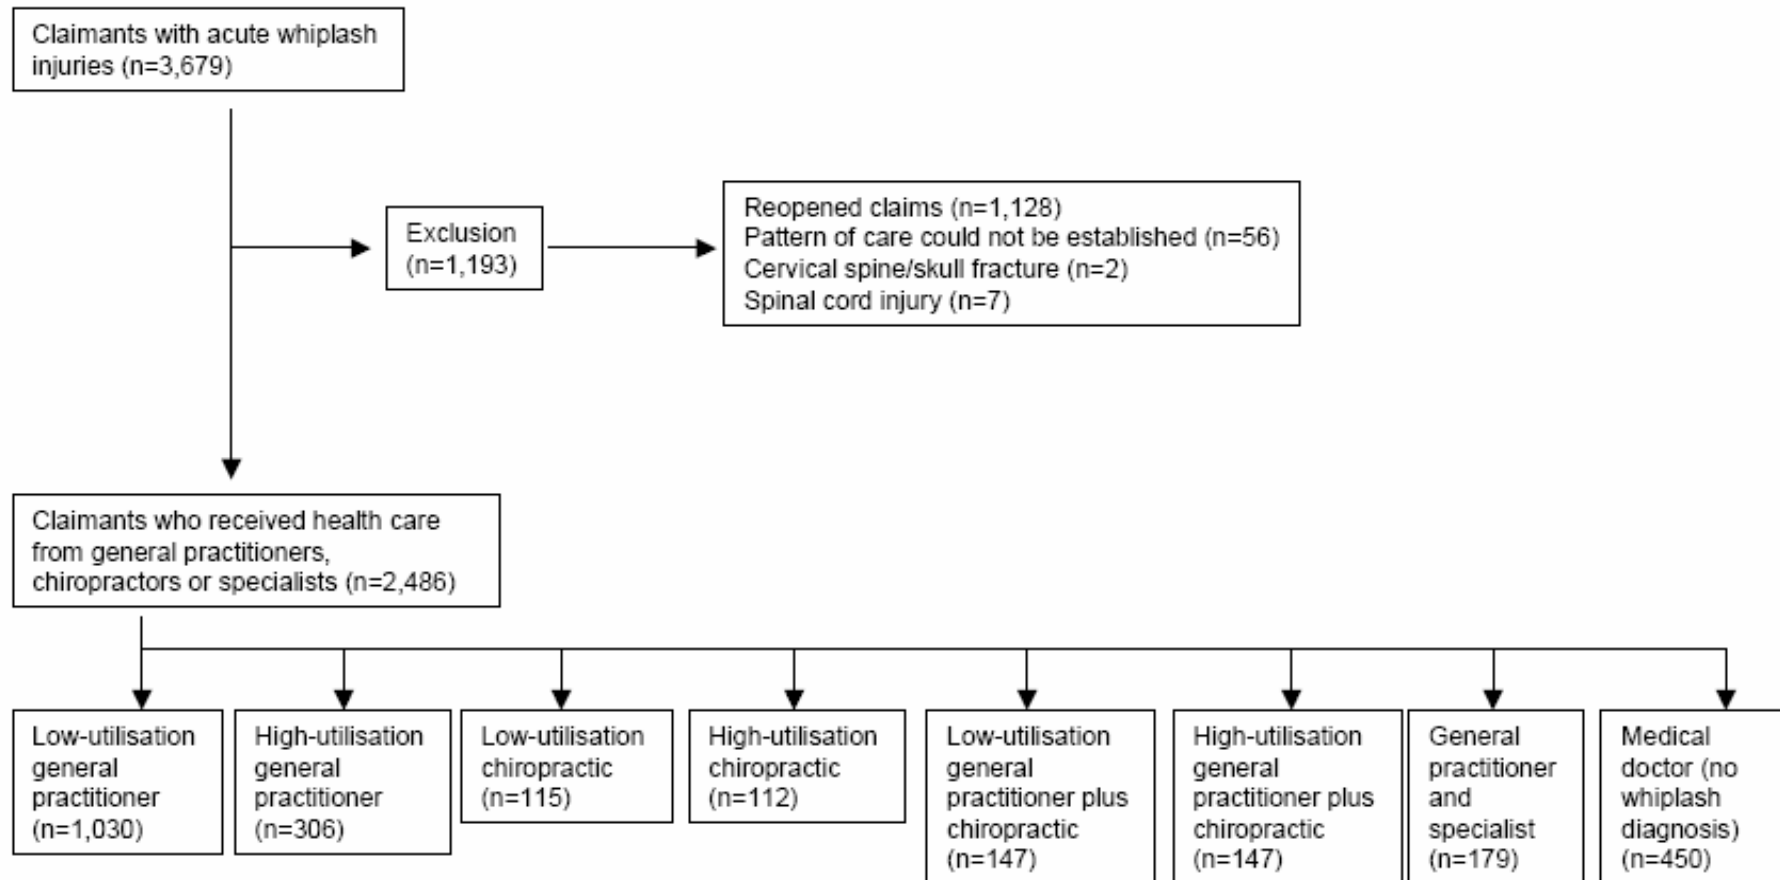 Claimants with acute whiplash
injuries (n=3,679)
Exclusion
(n=1,193)
Reopened claims (n=1,128)
Pattern of care could not be established (n=56)
Cervical spine/skull fracture (n=2)
Spinal cord injury (n=7)
Claimants who received health care
from general practitioners,
chiropractors or specialists (n=2,486)
Low-utilisation
general
practitioner
(n=1,030)
High-utilisation
general
practitioner
(n=306)
Low-utilisation
chiropractic
(n=115)
High-utilisation
chiropractic
(n=112)
Low-utilisation
general
practitioner plus
chiropractic
(n=147)
High-utilisation
general
practitioner plus
chiropractic
(n=147)
General
practitioner
and
specialist
(n=179)
Medical
doctor (no
whiplash
diagnosis)
(n=450)